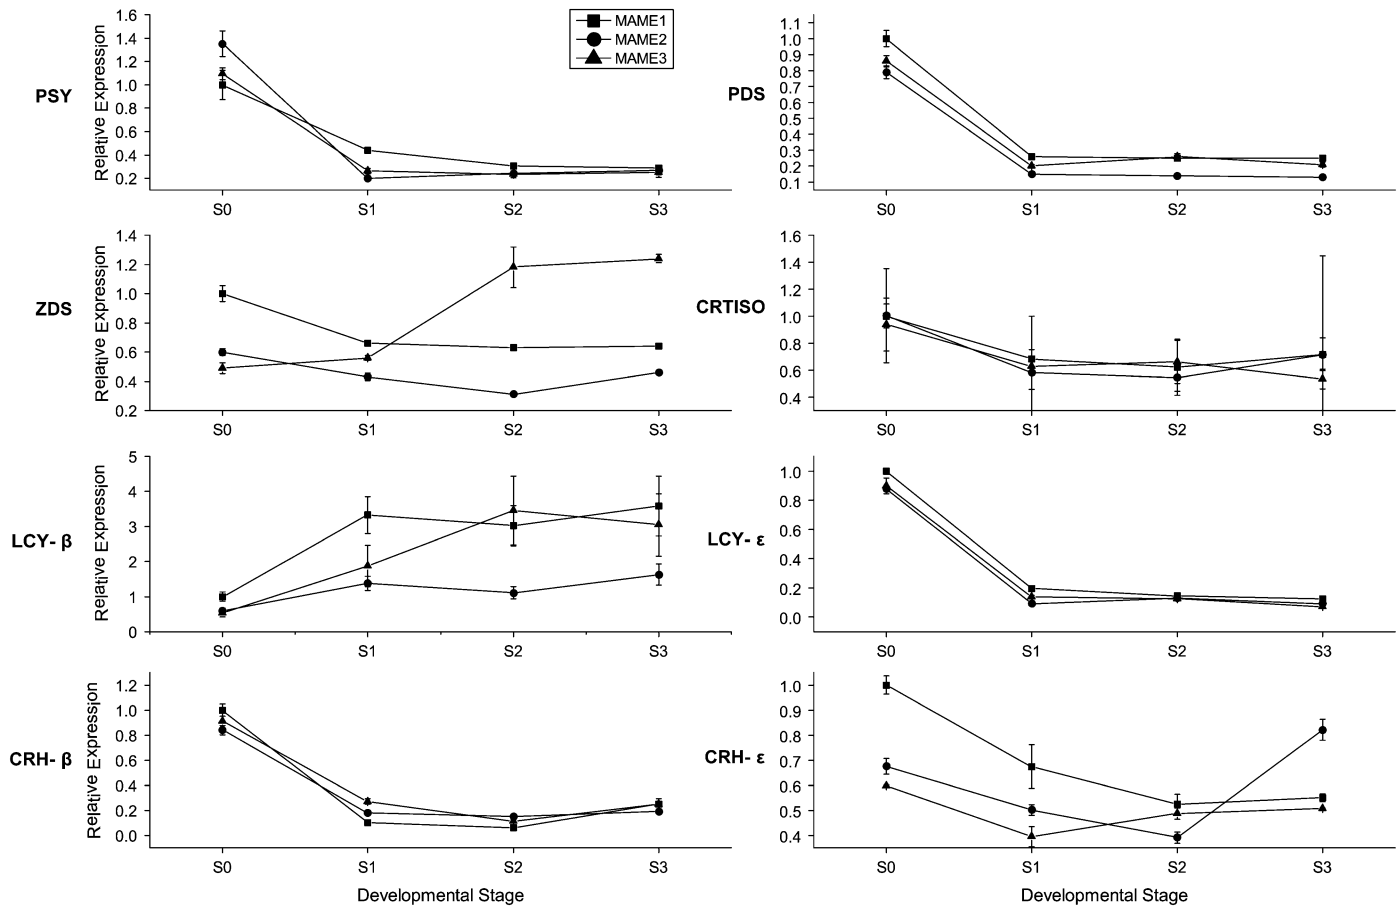 MAME1
MAME2
MAME3
PSY
Relative Expression
1.6
1.4
1.2
1.0
0.8
0.6
0.4
0.2
S0 S1 S2 S3
PDS
1.1
1.0
0.9
0.8
0.7
0.6
0.5
0.4
0.3
0.2
0.1
S0 S1 S2 S3
ZDS
Relative Expression
1.4
1.2
1.0
0.8
0.6
0.4
0.2
S0 S1 S2 S3
CRTISO
1.6
1.4
1.2
1.0
0.8
0.6
0.4
S0 S1 S2 S3
LCY- β
Relative Expression
5
4
3
2
1
0
S0 S1 S2 S3
LCY- ε
1.0
0.8
0.6
0.4
0.2
0.0
S0 S1 S2 S3
CRH- β
Relative Expression
1.2
1.0
0.8
0.6
0.4
0.2
0.0
S0 S1 S2 S3
Developmental Stage
CRH- ε
1.0
0.9
0.8
0.7
0.6
0.5
0.4
S0 S1 S2 S3
Developmental Stage